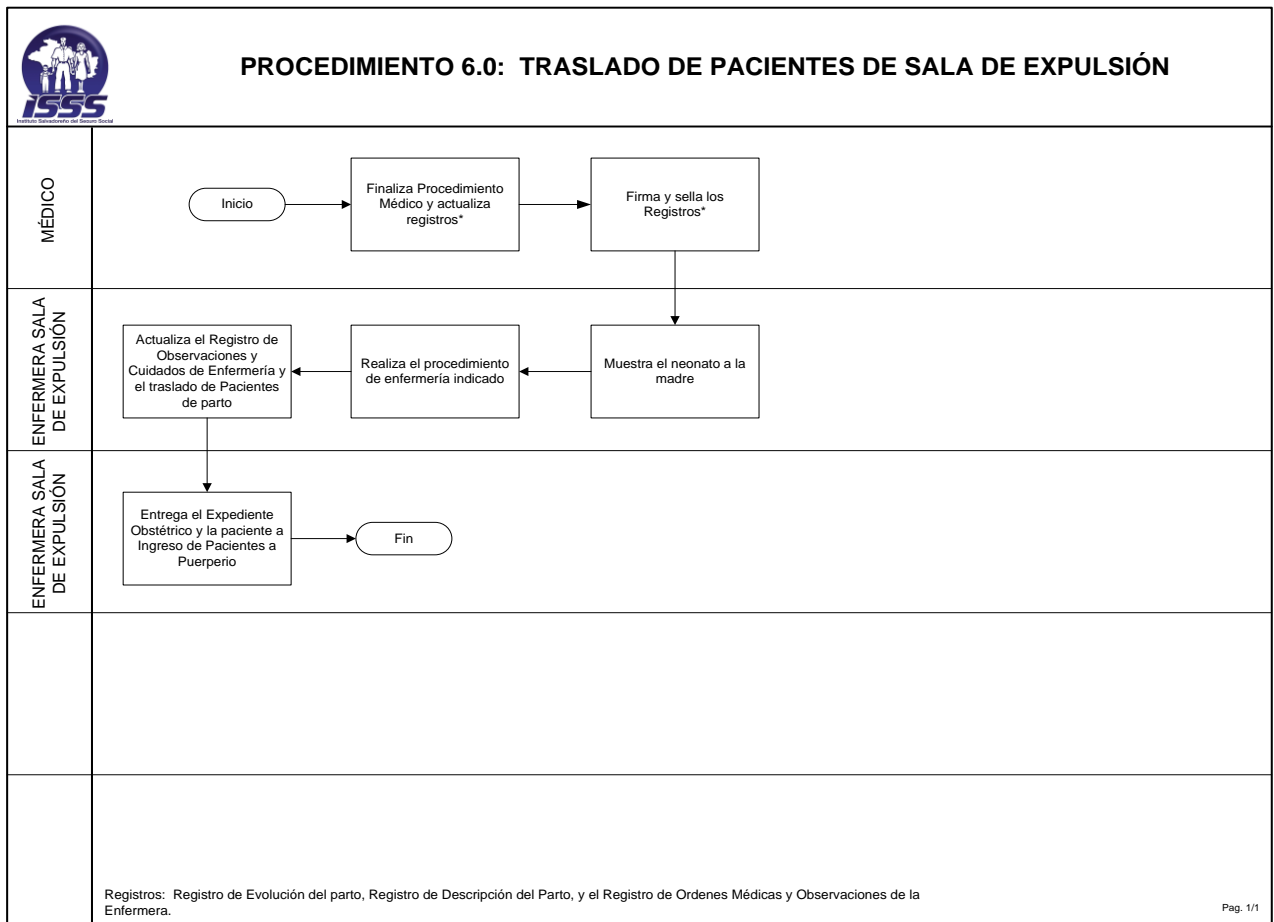 isss
Instituto Salvadoreño del Seguro Social
PROCEDIMIENTO 6.0: TRASLADO DE PACIENTES DE SALA DE EXPULSIÓN
MÉDICO
Inicio
Finaliza Procedimiento
Médico y actualiza
registros*
Firma y sella los
Registros*
ENFERMERA SALA
DE EXPULSIÓN
Actualiza el Registro de
Observaciones y
Cuidados de Enfermería y
el traslado de Pacientes
de parto
Realiza el procedimiento
de enfermería indicado
Muestra el neonato a la
madre
ENFERMERA SALA
DE EXPULSIÓN
Entrega el Expediente
Obstétrico y la paciente a
Ingreso de Pacientes a
Puerperio
Fin
Registros: Registro de Evolución del parto, Registro de Descripción del Parto, y el Registro de Ordenes Médicas y Observaciones de la
Enfermera.
Pag. 1/1